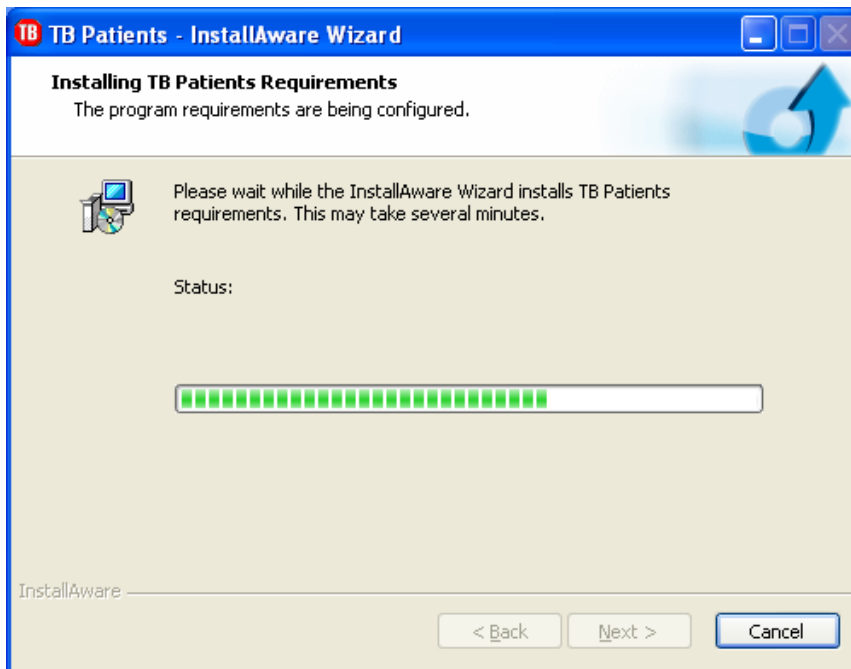 TB TB Patients - InstallAware Wizard
Installing TB Patients Requirements
The program requirements are being configured.
Please wait while the InstallAware Wizard installs TB Patients
requirements. This may take several minutes.
Status:
InstallAware
< Back Next > Cancel